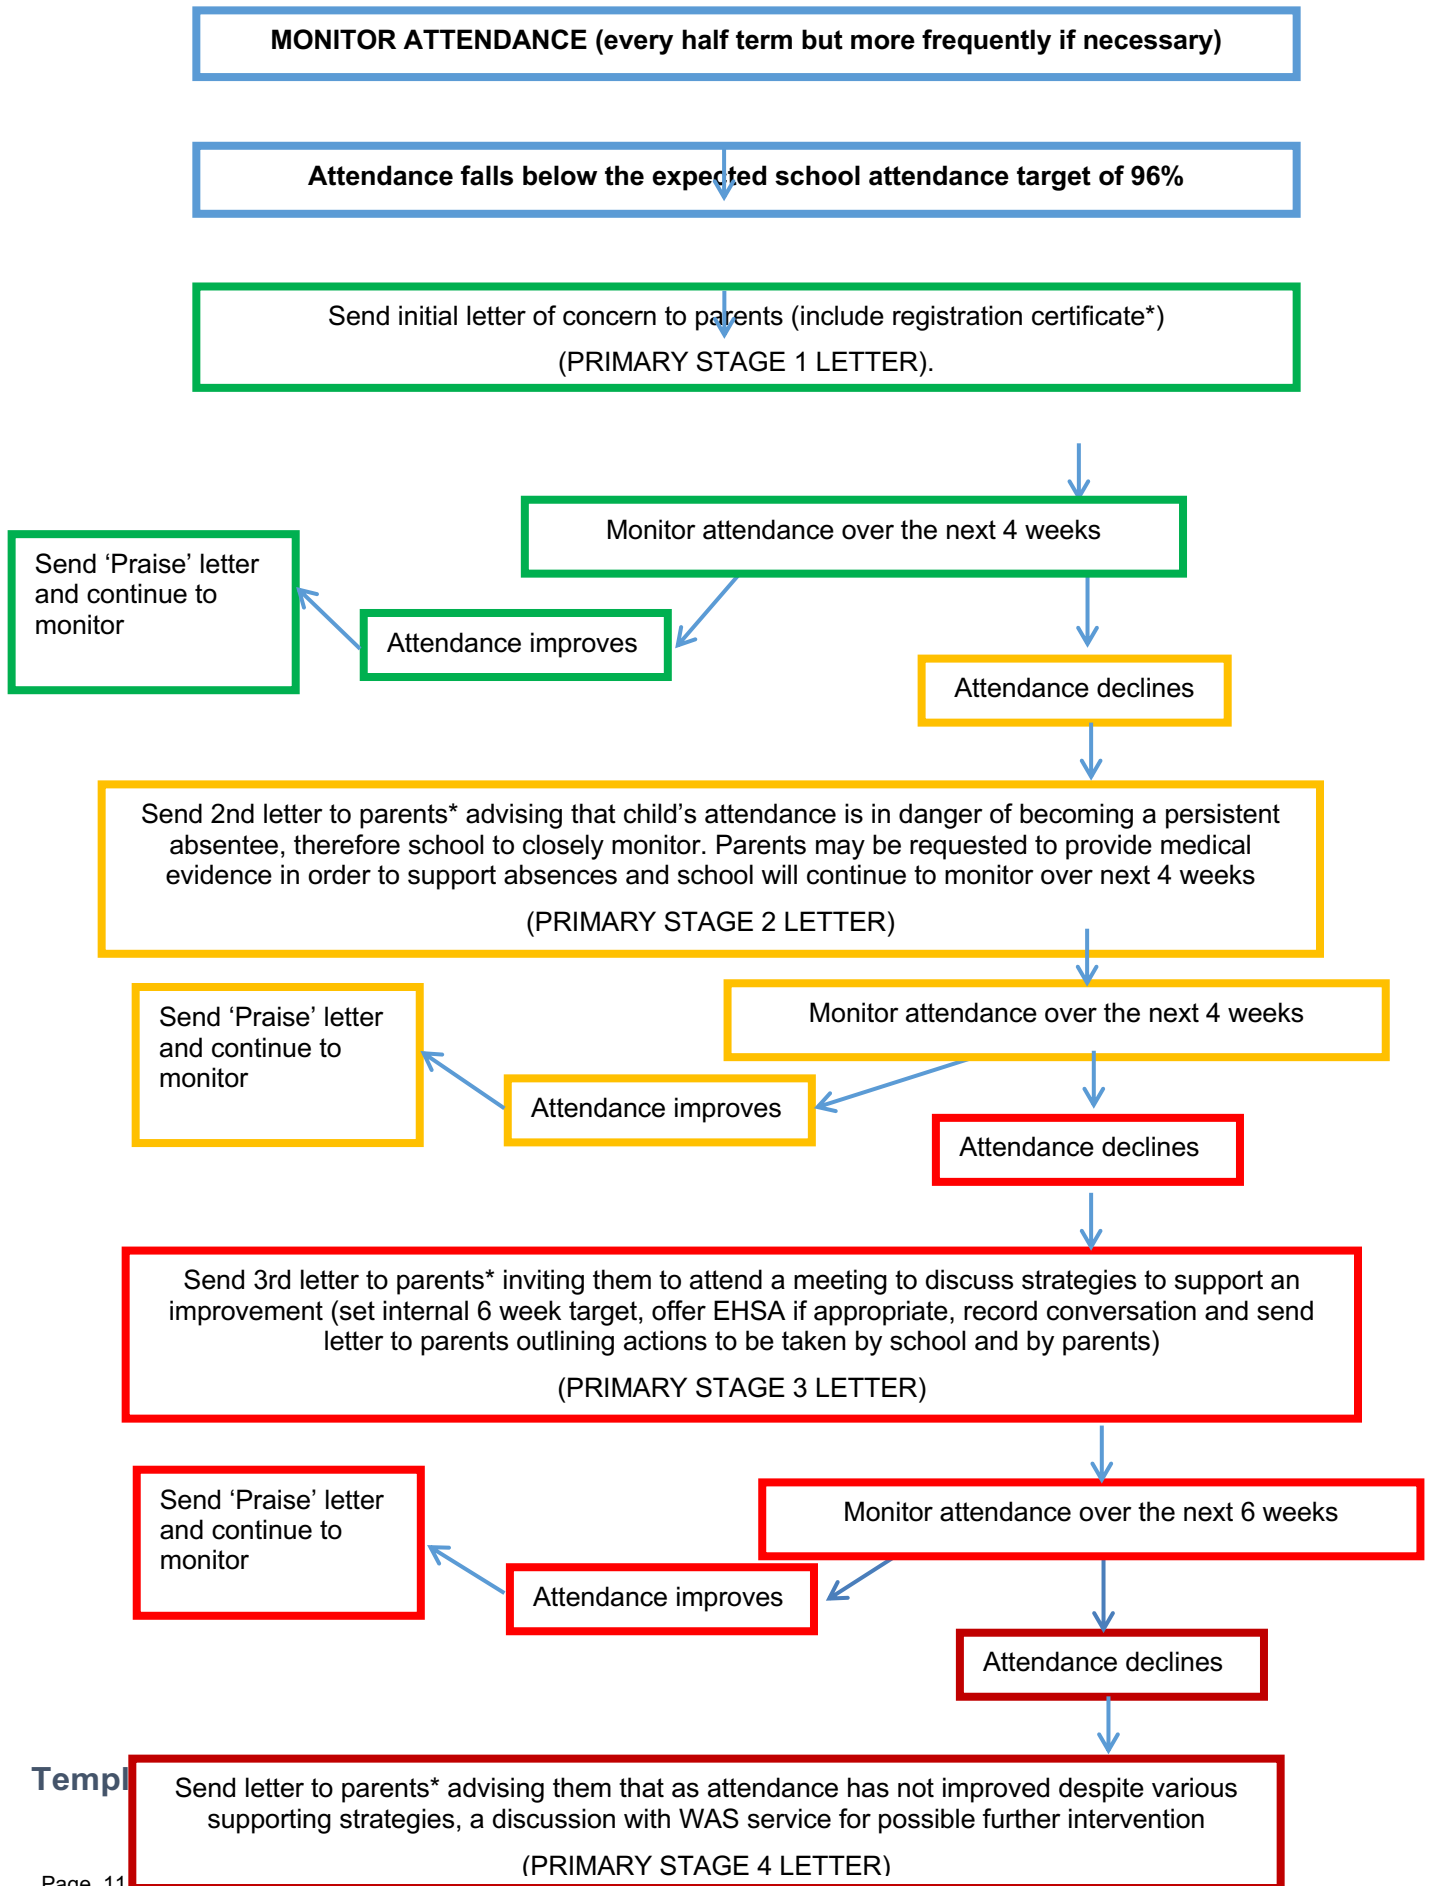 MONITOR ATTENDANCE (every half term but more frequently if necessary)
Attendance falls below the expected school attendance target of 96%
Send initial letter of concern to parents (include registration certificate*)
(PRIMARY STAGE 1 LETTER).
Monitor attendance over the next 4 weeks
Send ‘Praise’ letter
and continue to
monitor
Attendance improves
Attendance declines
Send 2nd letter to parents* advising that child’s attendance is in danger of becoming a persistent
absentee, therefore school to closely monitor. Parents may be requested to provide medical
evidence in order to support absences and school will continue to monitor over next 4 weeks
(PRIMARY STAGE 2 LETTER)
Monitor attendance over the next 4 weeks
Send ‘Praise’ letter
and continue to
monitor
Attendance improves
Attendance declines
Send 3rd letter to parents* inviting them to attend a meeting to discuss strategies to support an
improvement (set internal 6 week target, offer EHSA if appropriate, record conversation and send
letter to parents outlining actions to be taken by school and by parents)
(PRIMARY STAGE 3 LETTER)
Monitor attendance over the next 6 weeks
Send ‘Praise’ letter
and continue to
monitor
Attendance improves
Attendance declines
Templ
Send letter to parents* advising them that as attendance has not improved despite various
supporting strategies, a discussion with WAS service for possible further intervention
(PRIMARY STAGE 4 LETTER)
Page 11